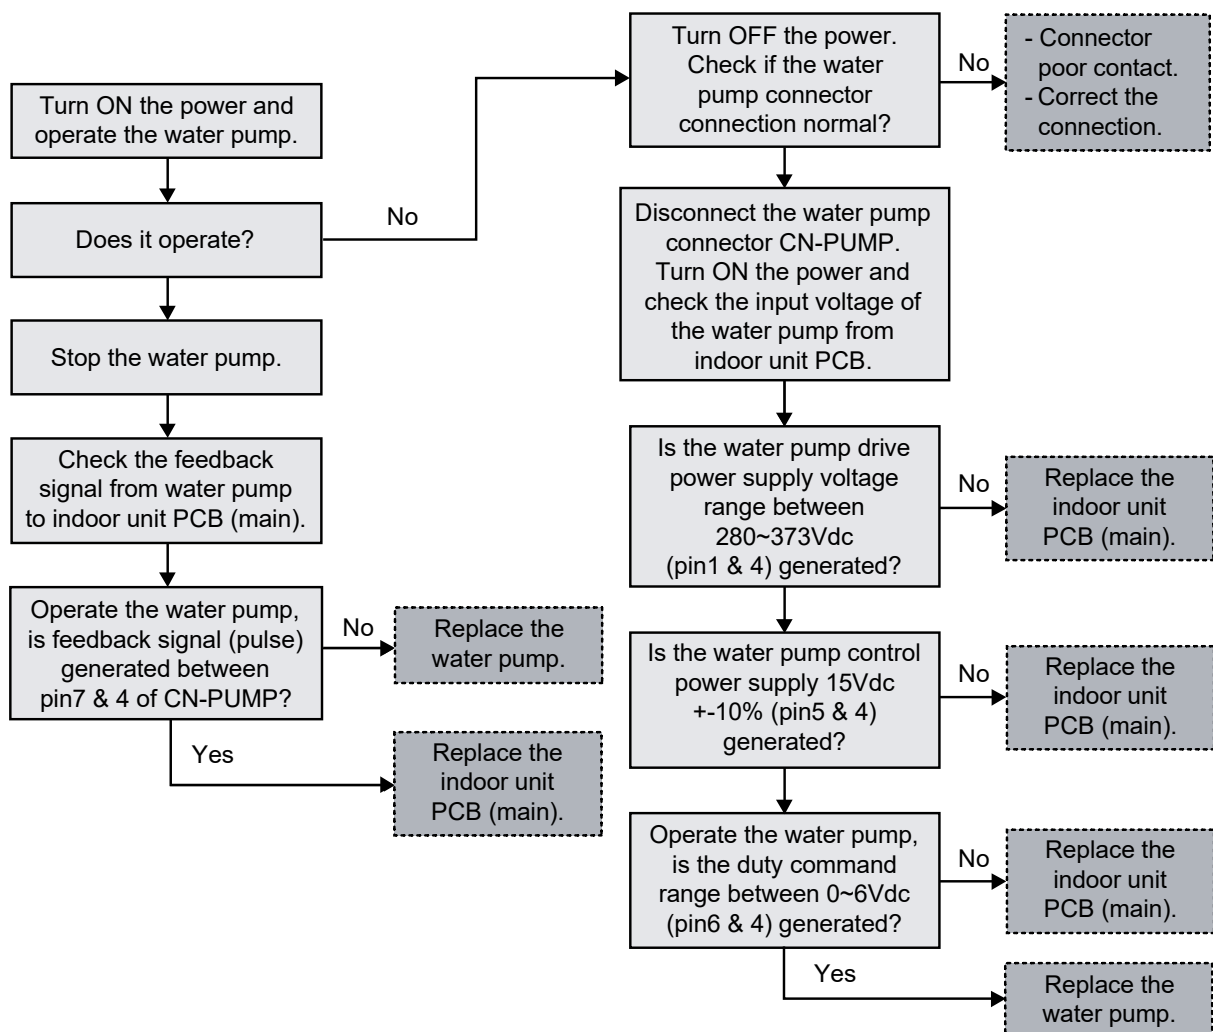 Turn ON the power and
operate the water pump.
Does it operate?
No
Stop the water pump.
Check the feedback
signal from water pump
to indoor unit PCB (main).
Operate the water pump,
is feedback signal (pulse)
generated between
pin7 & 4 of CN-PUMP?
No
Replace the
water pump.
Yes
Replace the
indoor unit
PCB (main).
Turn OFF the power.
Check if the water
pump connector
connection normal?
No
- Connector
poor contact.
- Correct the
connection.
Disconnect the water pump
connector CN-PUMP.
Turn ON the power and
check the input voltage of
the water pump from
indoor unit PCB.
Is the water pump drive
power supply voltage
range between
280~373Vdc
(pin1 & 4) generated?
No
Replace the
indoor unit
PCB (main).
Is the water pump control
power supply 15Vdc
+-10% (pin5 & 4)
generated?
No
Replace the
indoor unit
PCB (main).
Operate the water pump,
is the duty command
range between 0~6Vdc
(pin6 & 4) generated?
No
Replace the
indoor unit
PCB (main).
Yes
Replace the
water pump.